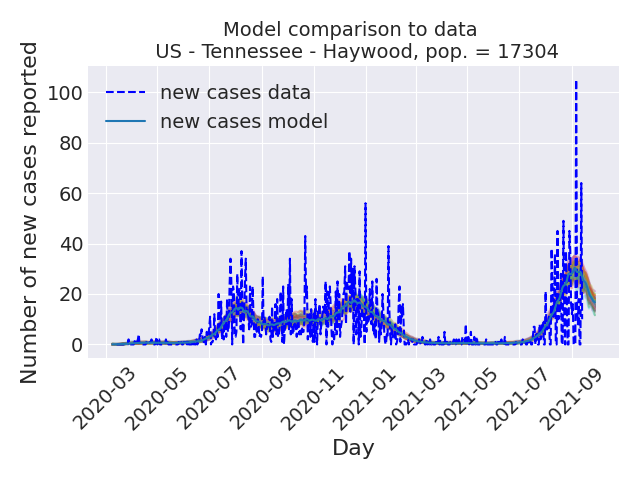 Model comparison to data
US - Tennessee - Haywood, pop. = 17304
Number of new cases reported
100
80
60
40
20
0
new cases data
new cases model
2020-03
2020-05
2020-07
2020-09
2020-11
2021-01
2021-03
2021-05
2021-07
2021-09
Day